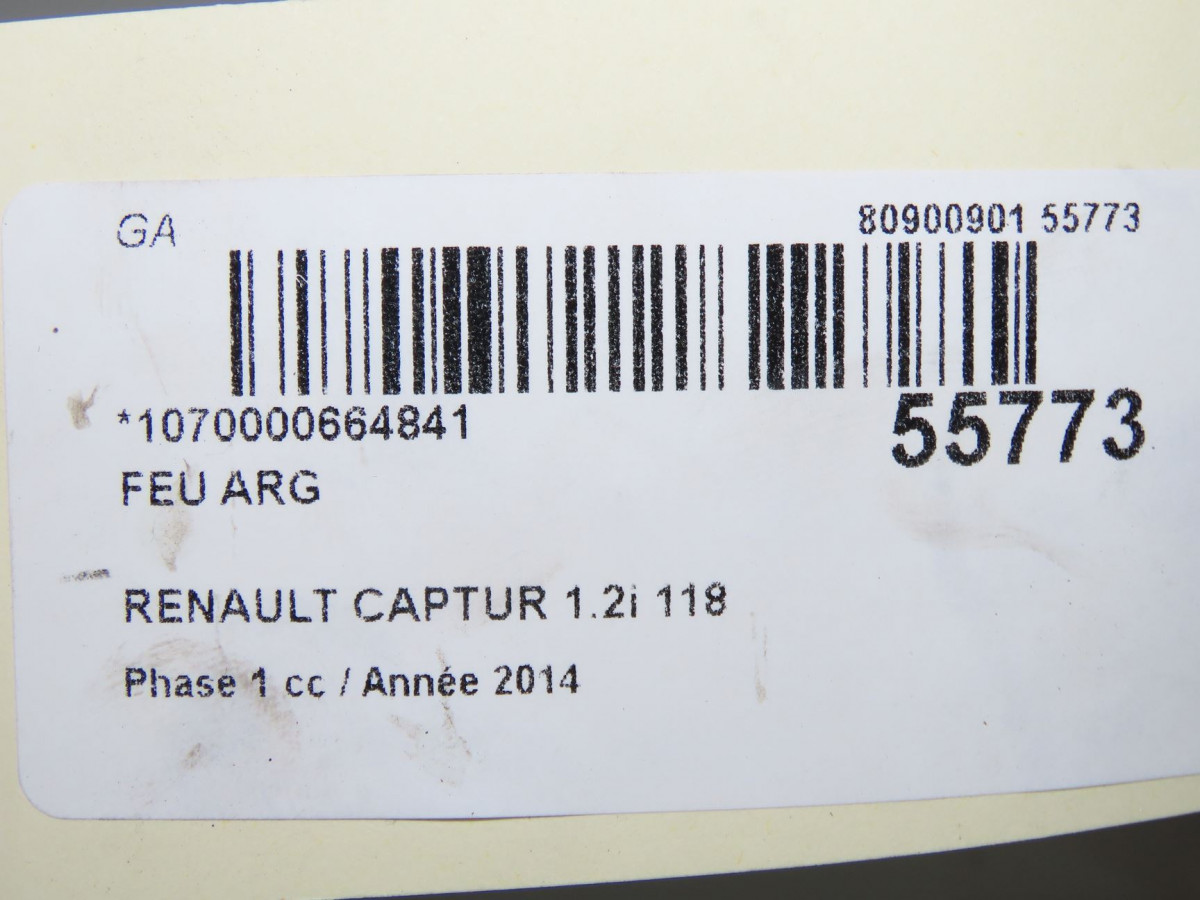 GA
80900901 55773
*1070000664841
55773
FEU ARG
RENAULT CAPTUR 1.2i 118
Phase 1 cc / Année 2014